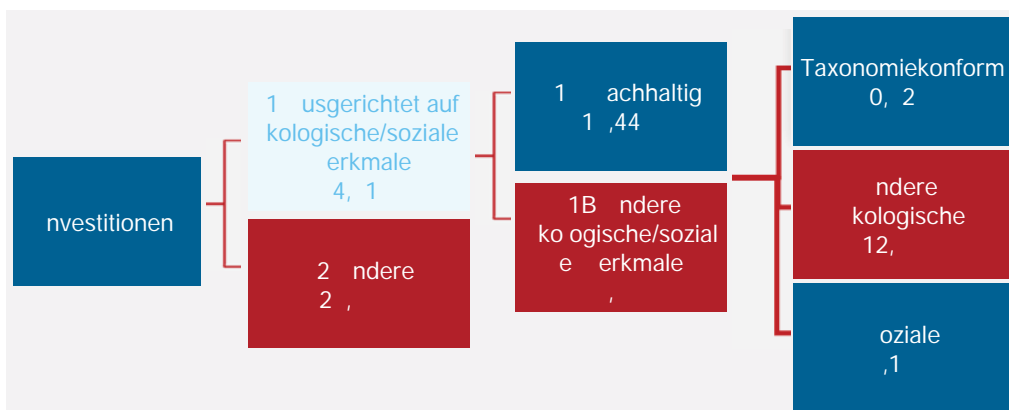 nvestitionen
1 usgerichtet auf
kologische/soziale
erkmale
4, 1
2 ndere
2 ,
1 achhaltig
1 ,44
1B ndere
ko ogische/sozial
e erkmale
,
Taxonomiekonform
0, 2
ndere
kologische
12,
oziale
,1